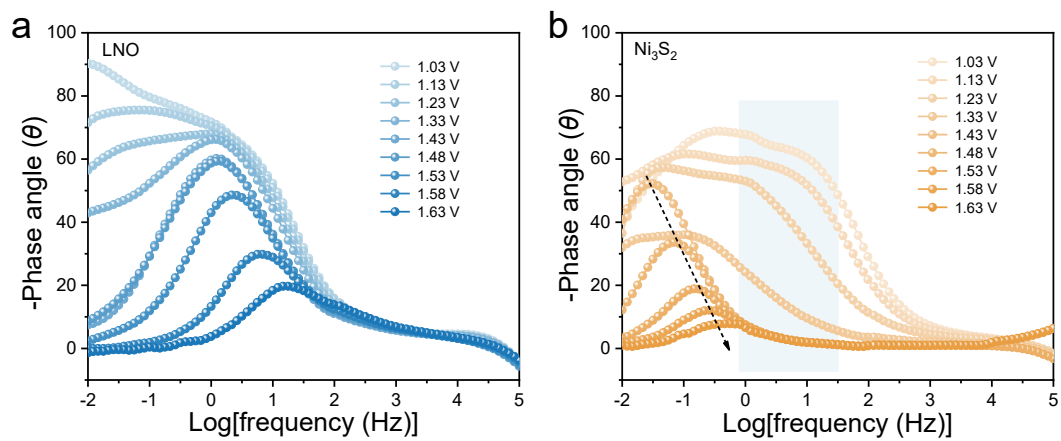 a
LNO
100
80
60
40
20
0
-Phase angle (θ)
-2 -1 0 1 2 3 4 5
Log[frequency (Hz)]
1.03 V
1.13 V
1.23 V
1.33 V
1.43 V
1.48 V
1.53 V
1.58 V
1.63 V
b
Ni₃S₂
100
80
60
40
20
0
-Phase angle (θ)
-2 -1 0 1 2 3 4 5
Log[frequency (Hz)]
1.03 V
1.13 V
1.23 V
1.33 V
1.43 V
1.48 V
1.53 V
1.58 V
1.63 V